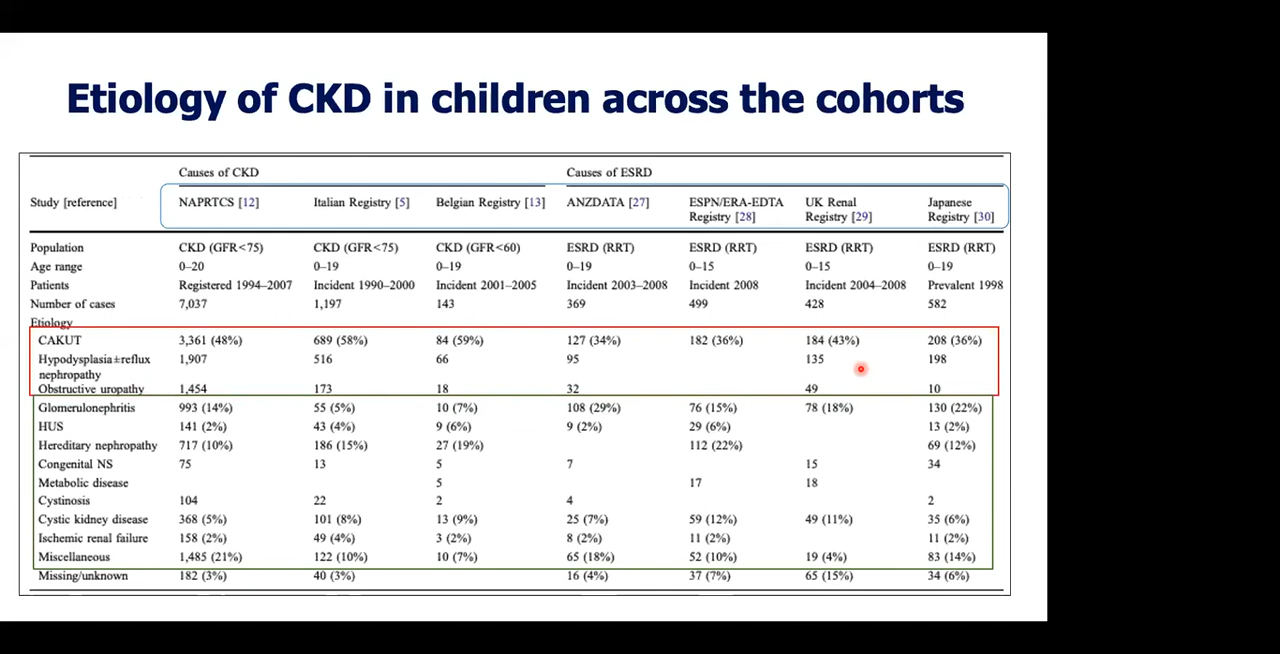 Etiology of CKD in children across the cohorts
Causes of CKD Causes of ESRD
Study [reference] NAPRTCS [12] Italian Registry [5] Belgian Registry [13] ANZDATA [27] ESPN/ERA-EDTA Registry [28] UK Renal Registry [29] Japanese Registry [30]
Population CKD (GFR<75) CKD (GFR<75) CKD (GFR<60) ESRD (RRT) ESRD (RRT) ESRD (RRT) ESRD (RRT)
Age range 0–20 0–19 0–19 0–19 0–15 0–15 0–19
Patients Registered 1994–2007 Incident 1990–2000 Incident 2001–2005 Incident 2003–2008 Incident 2008 Incident 2004–2008 Prevalent 1998
Number of cases 7,037 1,197 143 369 499 428 582
Etiology
CAKUT 3,361 (48%) 689 (58%) 84 (59%) 127 (34%) 182 (36%) 184 (43%) 208 (36%)
Hypodysplasia±reflux nephropathy 1,907 516 66 95 135 198
Obstructive uropathy 1,454 173 18 32 49 10
Glomerulonephritis 993 (14%) 55 (5%) 10 (7%) 108 (29%) 76 (15%) 78 (18%) 130 (22%)
HUS 141 (2%) 43 (4%) 9 (6%) 9 (2%) 29 (6%) 13 (2%)
Hereditary nephropathy 717 (10%) 186 (15%) 27 (19%) 112 (22%) 69 (12%)
Congenital NS 75 13 5 7 15 34
Metabolic disease 5 17 18
Cystinosis 104 22 2 4 2
Cystic kidney disease 368 (5%) 101 (8%) 13 (9%) 25 (7%) 59 (12%) 49 (11%) 35 (6%)
Ischemic renal failure 158 (2%) 49 (4%) 3 (2%) 8 (2%) 11 (2%) 11 (2%)
Miscellaneous 1,485 (21%) 122 (10%) 10 (7%) 65 (18%) 52 (10%) 19 (4%) 83 (14%)
Missing/unknown 182 (3%) 40 (3%) 16 (4%) 37 (7%) 65 (15%) 34 (6%)